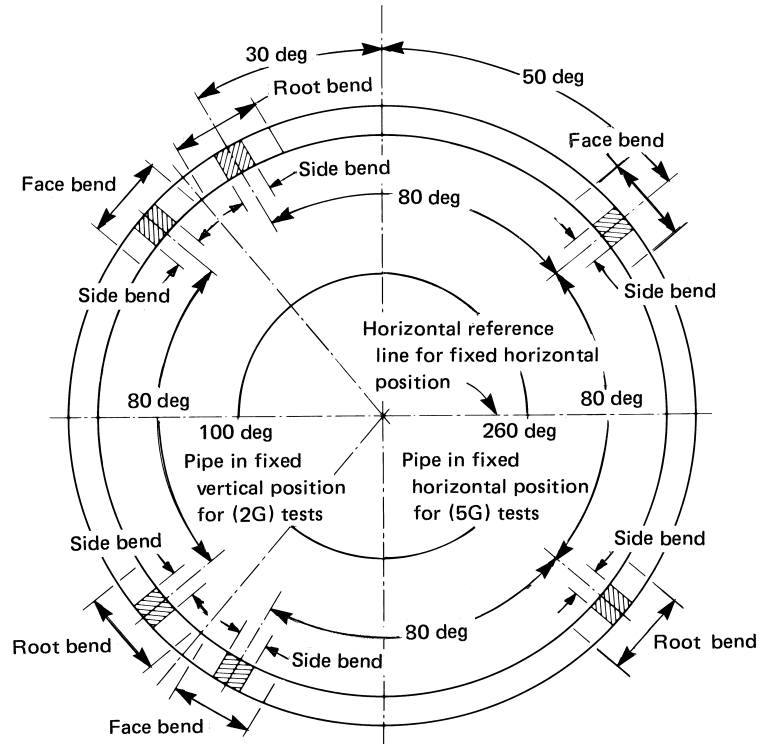 30 deg
50 deg
Root bend
Face bend
Side bend
Face bend
80 deg
Side bend
Side bend
Horizontal reference
line for fixed horizontal
position
80 deg
80 deg
100 deg
260 deg
Pipe in fixed
vertical position
for (2G) tests
Pipe in fixed
horizontal position
for (5G) tests
Side bend
Side bend
80 deg
Root bend
Root bend
Side bend
Face bend